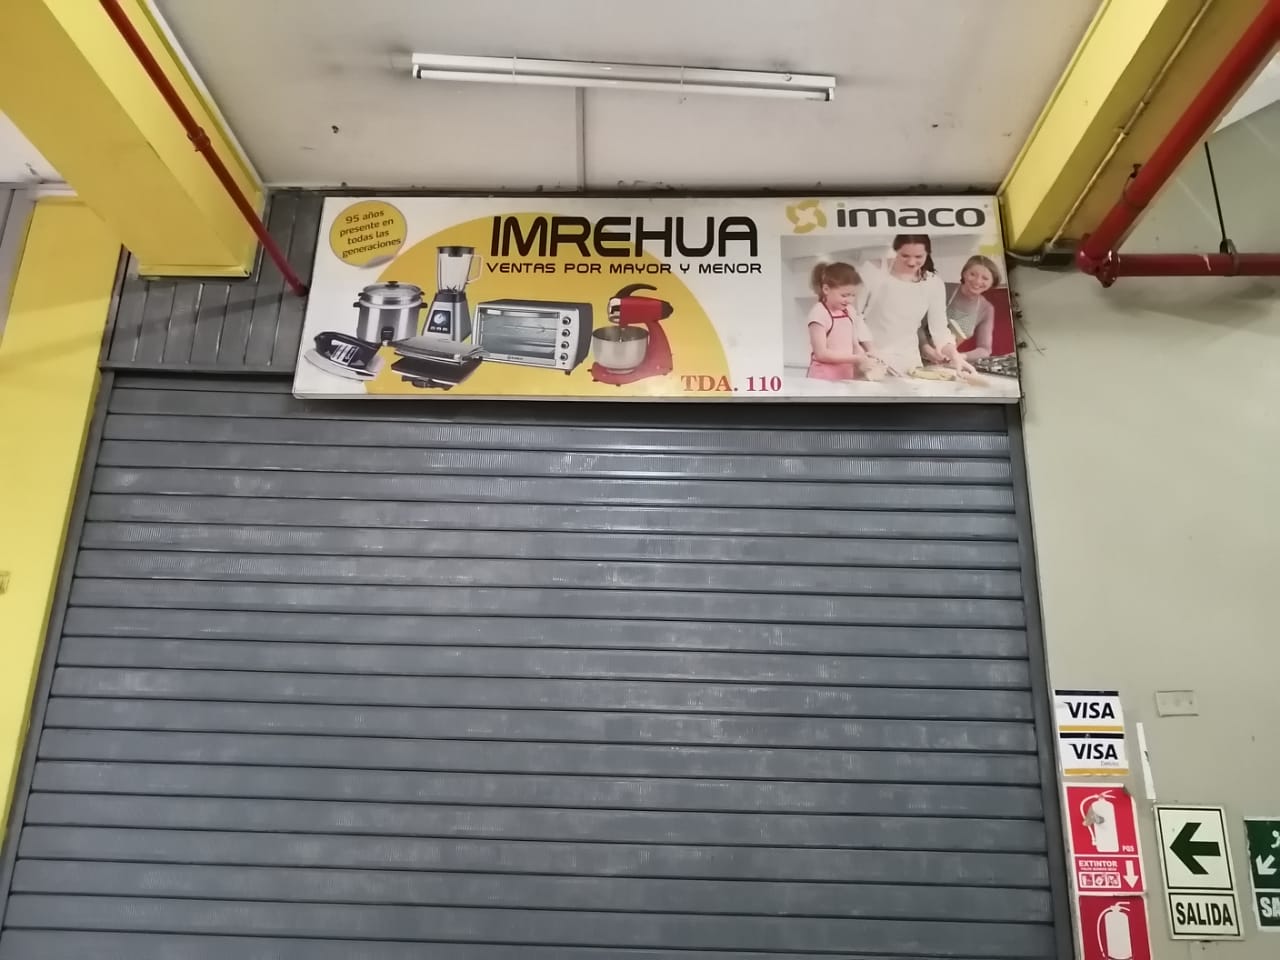 95 años
presente en
todas las
generaciones
IMREHUA
VENTAS POR MAYOR Y MENOR
imaco
TDA. 110
VISA
VISA
PQS
EXTINTOR
SALIDA